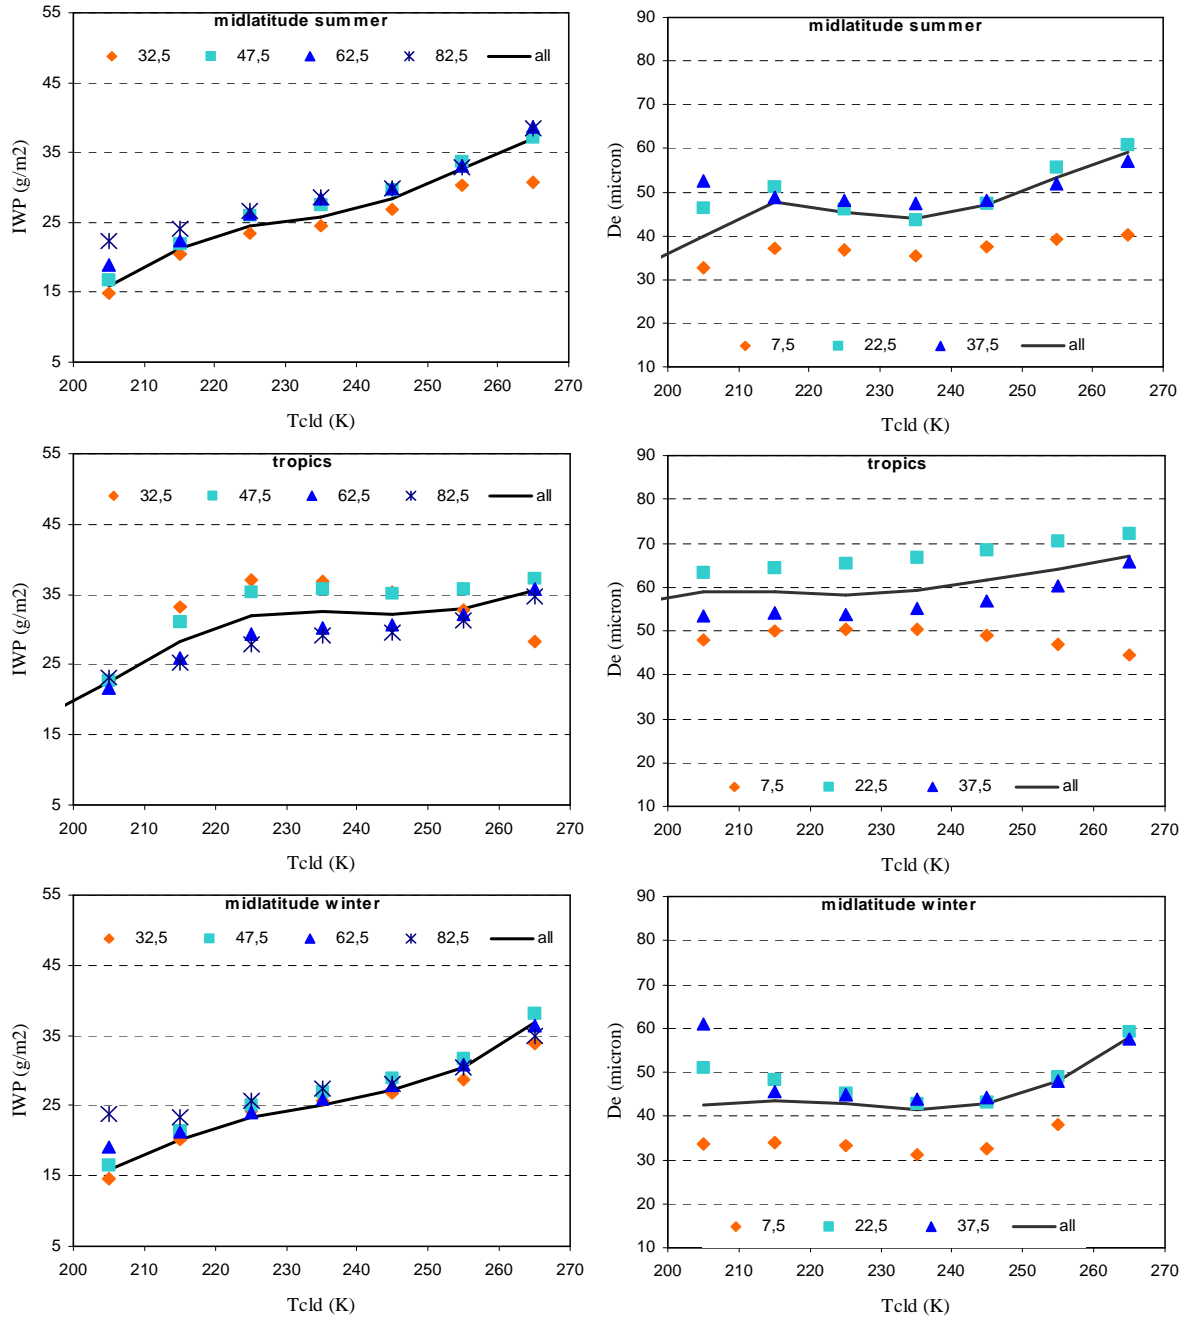 midlatitude summer
32,5 47,5 62,5 82,5 all
55
45
35
25
15
5
IWP (g/m2)
200 210 220 230 240 250 260 270
Tcld (K)
midlatitude summer
90
80
70
60
50
40
30
20
10
De (micron)
7,5 22,5 37,5 all
200 210 220 230 240 250 260 270
Tcld (K)
tropics
32,5 47,5 62,5 82,5 all
55
45
35
25
15
5
IWP (g/m2)
200 210 220 230 240 250 260 270
Tcld (K)
tropics
90
80
70
60
50
40
30
20
10
De (micron)
7,5 22,5 37,5 all
200 210 220 230 240 250 260 270
Tcld (K)
midlatitude winter
32,5 47,5 62,5 82,5 all
55
45
35
25
15
5
IWP (g/m2)
200 210 220 230 240 250 260 270
Tcld (K)
midlatitude winter
90
80
70
60
50
40
30
20
10
De (micron)
7,5 22,5 37,5 all
200 210 220 230 240 250 260 270
Tcld (K)